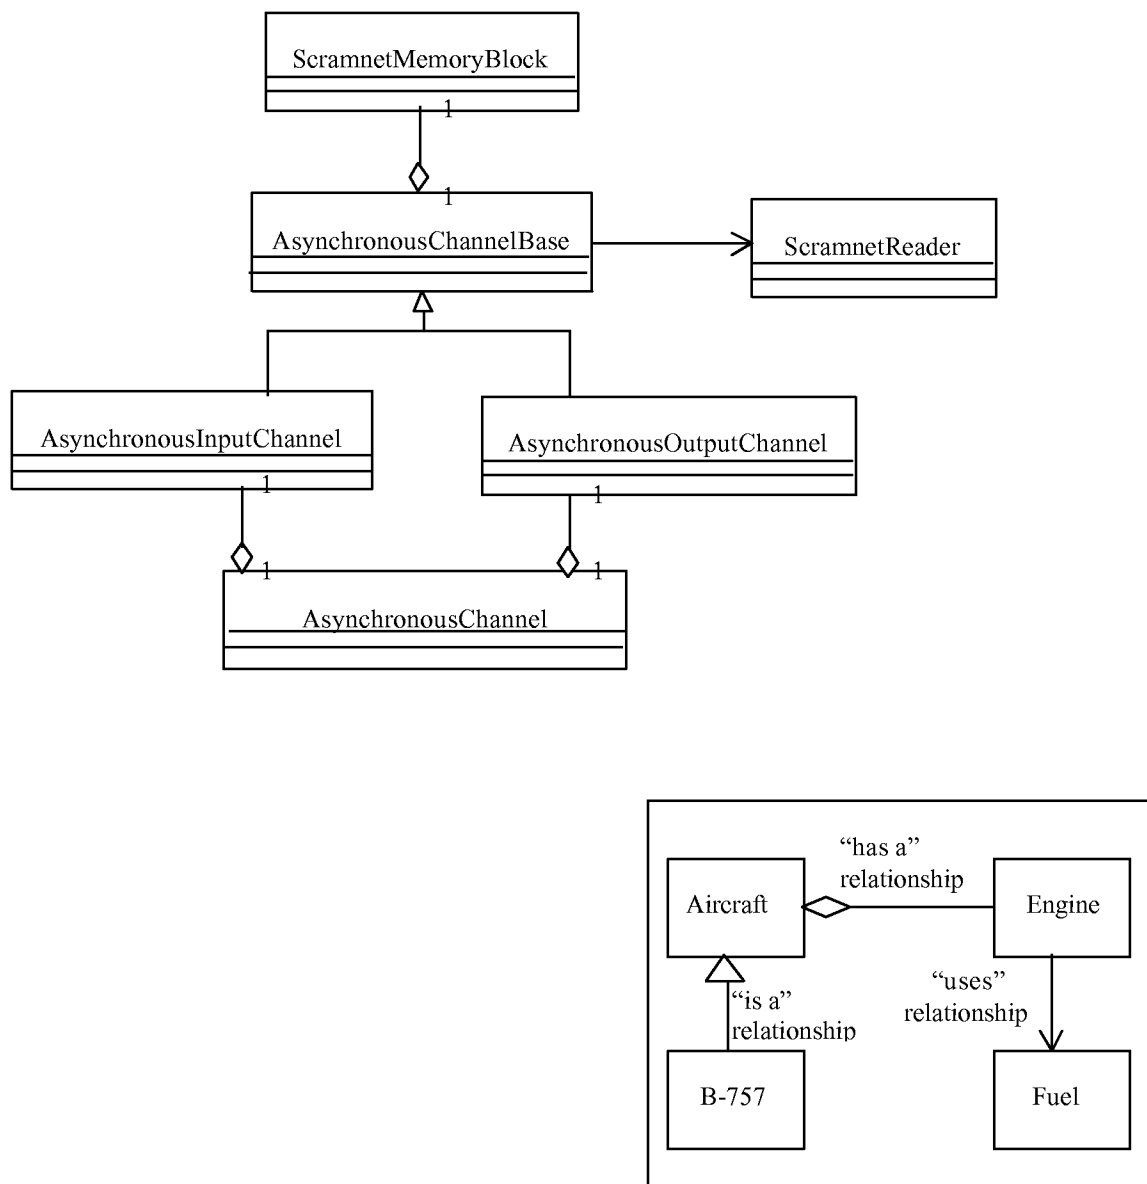 ScramnetMemoryBlock
1
1
AsynchronousChannelBase
ScramnetReader
AsynchronousInputChannel
AsynchronousOutputChannel
1
1
1
1
AsynchronousChannel
“has a”
relationship
Aircraft
Engine
“is a”
relationship
“uses”
relationship
B-757
Fuel